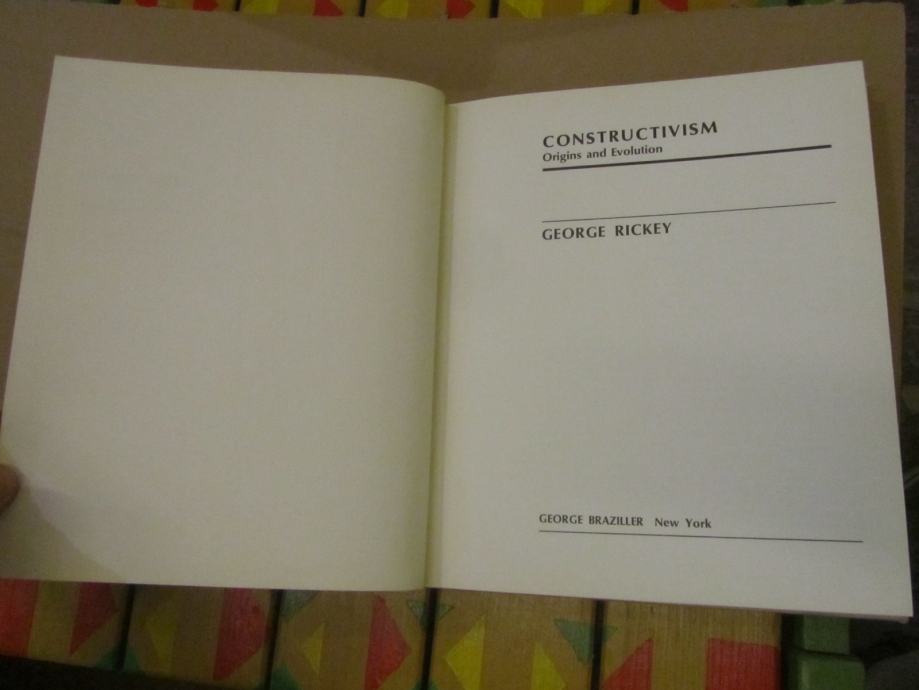 CONSTRUCTIVISM
Origins and Evolution
GEORGE RICKEY
GEORGE BRAZILLER New York